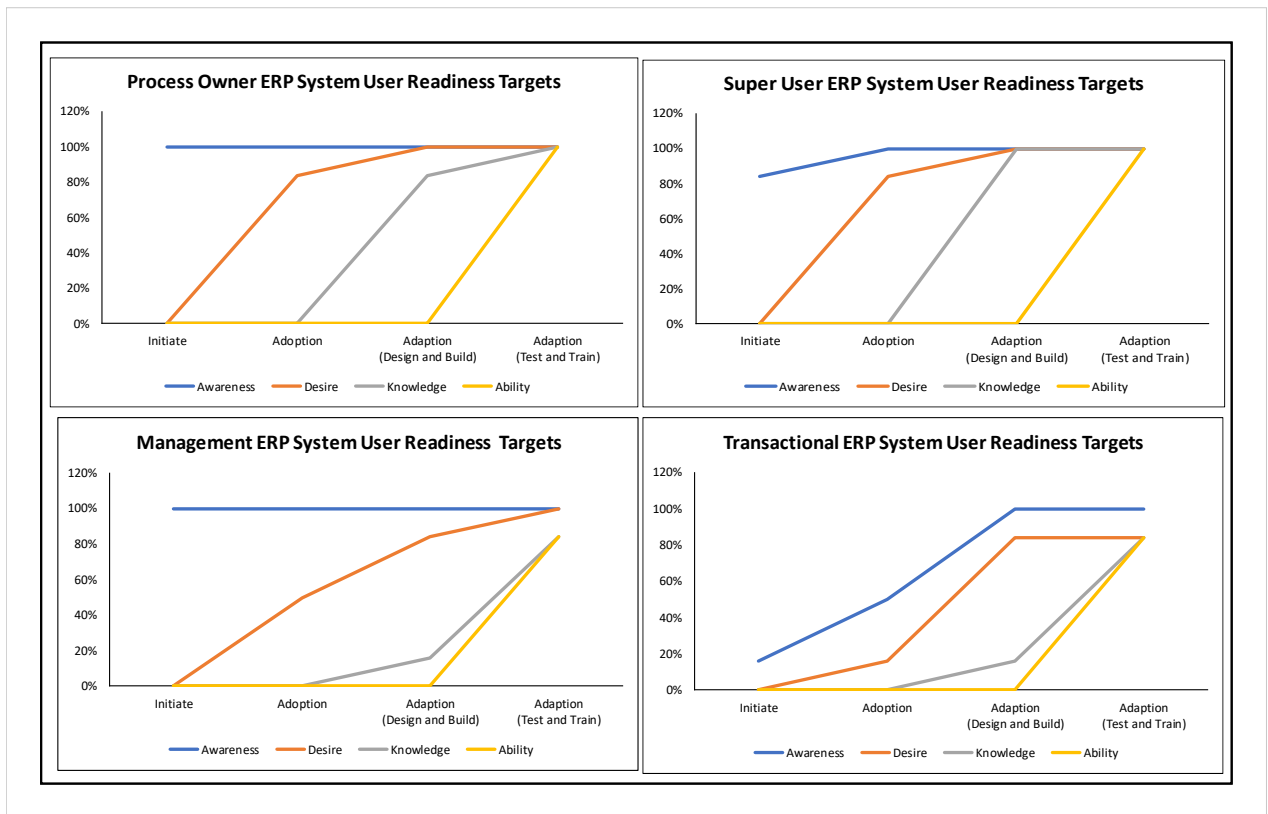 Process Owner ERP System User Readiness Targets
120%
100%
80%
60%
40%
20%
0%
Initiate
Adoption
Adaption
(Design and Build)
Adaption
(Test and Train)
Awareness Desire Knowledge Ability
Super User ERP System User Readiness Targets
120%
100%
80%
60%
40%
20%
0%
Initiate
Adoption
Adaption
(Design and Build)
Adaption
(Test and Train)
Awareness Desire Knowledge Ability
Management ERP System User Readiness Targets
120%
100%
80%
60%
40%
20%
0%
Initiate
Adoption
Adaption
(Design and Build)
Adaption
(Test and Train)
Awareness Desire Knowledge Ability
Transactional ERP System User Readiness Targets
120%
100%
80%
60%
40%
20%
0%
Initiate
Adoption
Adaption
(Design and Build)
Adaption
(Test and Train)
Awareness Desire Knowledge Ability